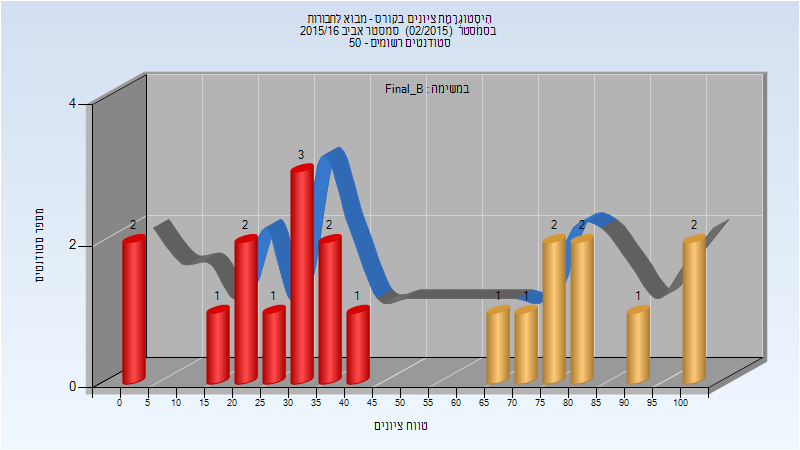 היסטוגרמת ציונים בקורס - מבוא לחבורות
בסמסטר (02/2015) סמסטר אביב 2015/16
סטודנטים רשומים - 50
במשימה : Final_B
מספר סטודנטים
4
2
0
2
1
2
1
3
2
1
1
1
2
2
1
2
0 5 10 15 20 25 30 35 40 45 50 55 60 65 70 75 80 85 90 95 100
טווח ציונים